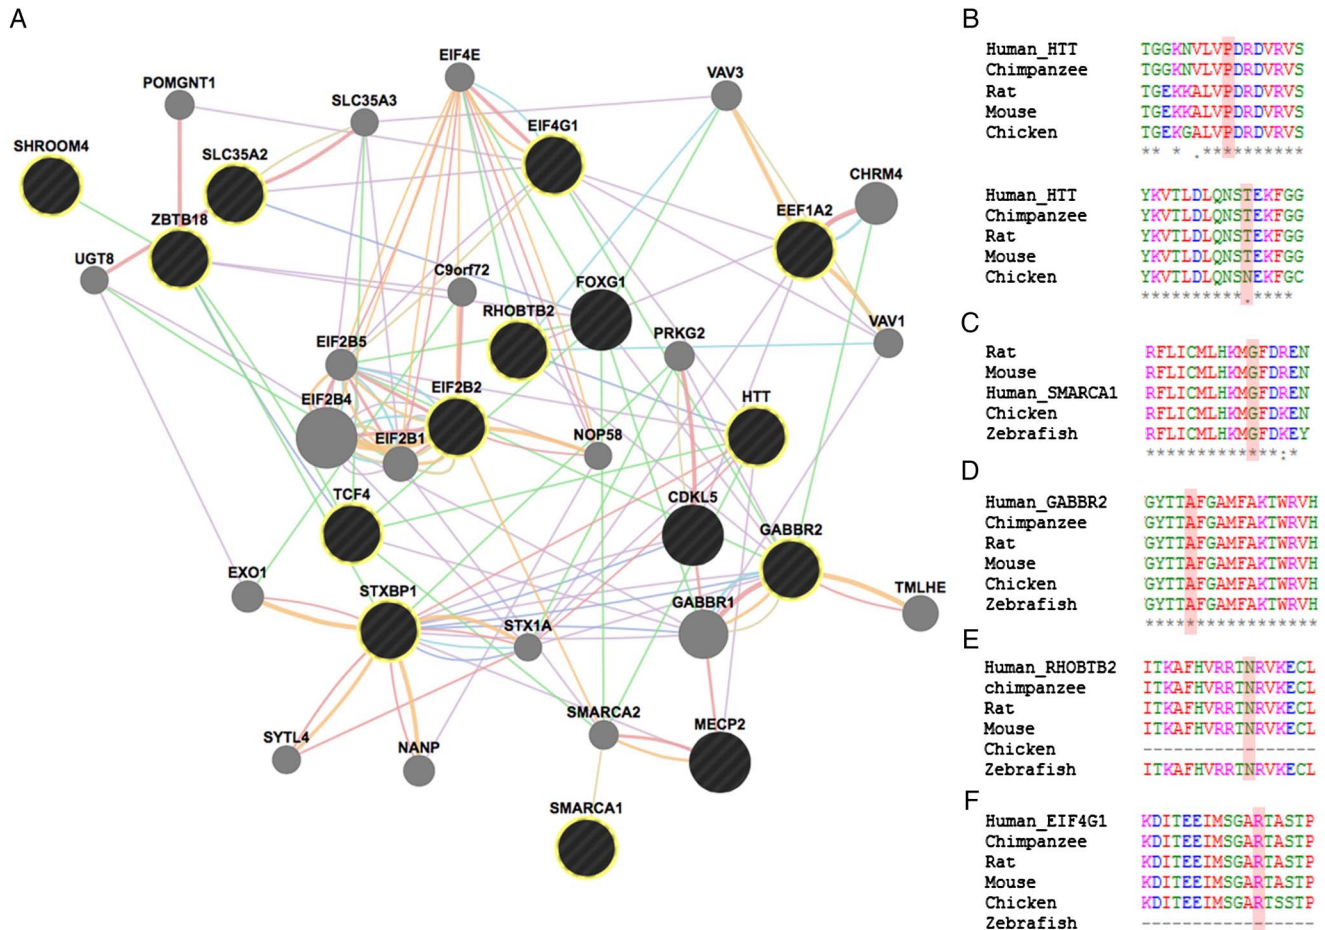 A
EIF4E
POMGNT1
VAV3
SLC35A3
EIF4G1
SHROOM4
SLC35A2
CHRM4
EEF1A2
ZBTB18
UGT8
C9orf72
FOXG1
RHOBTB2
VAV1
PRKG2
EIF2B5
EIF2B2
HTT
EIF2B4
EIF2B1
NOP58
TCF4
CDKL5
GABBR2
EXO1
STXBP1
TMLHE
GABBR1
STX1A
SMARCA2
MECP2
SYTL4
NANP
SMARCA1
B
Human_HTT TGGKNVLVPDRDVRVS
Chimpanzee TGGKNVLVPDRDVRVS
Rat TGEKKALVPDRDVRVS
Mouse TGEKKALVPDRDVRVS
Chicken TGEKGALVPDRDVRVS
** * .**********
Human_HTT YKVTLDLQNSTEKFGG
Chimpanzee YKVTLDLQNSTEKFGG
Rat YKVTLDLQNSTEKFGG
Mouse YKVTLDLQNSTEKFGG
Chicken YKVTLDLQNSNEKFGC
**********.****
C
Rat RFLICMLHKMGFDREN
Mouse RFLICMLHKMGFDREN
Human_SMARCA1 RFLICMLHKMGFDREN
Chicken RFLICMLHKMGFDKEN
Zebrafish RFLICMLHKMGFDKEY
*************:*
D
Human_GABBR2 GYTTAFGAMFAKTWRVH
Chimpanzee GYTTAFGAMFAKTWRVH
Rat GYTTAFGAMFAKTWRVH
Mouse GYTTAFGAMFAKTWRVH
Chicken GYTTAFGAMFAKTWRVH
Zebrafish GYTTAFGAMFAKTWRVH
*****************
E
Human_RHOBTB2 ITKAFHVRRTNRVKECL
chimpanzee ITKAFHVRRTNRVKECL
Rat ITKAFHVRRTNRVKECL
Mouse ITKAFHVRRTNRVKECL
Chicken -----------------
Zebrafish ITKAFHVRRTNRVKECL
F
Human_EIF4G1 KDITEEIMSGARTASTP
Chimpanzee KDITEEIMSGARTASTP
Rat KDITEEIMSGARTASTP
Mouse KDITEEIMSGARTASTP
Chicken KDITEEIMSGARTSSTP
Zebrafish -----------------